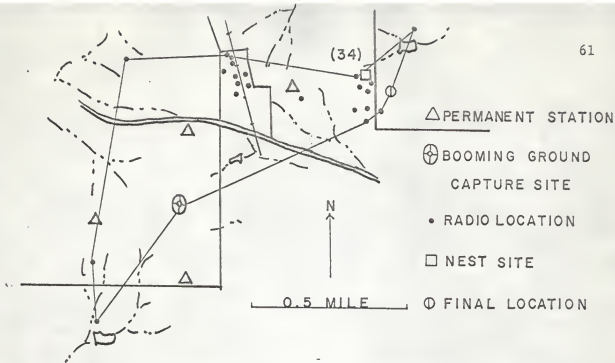 61
(34)
PERMANENT STATION
BOOMING GROUND
CAPTURE SITE
N
RADIO LOCATION
NEST SITE
0.5 MILE
FINAL LOCATION